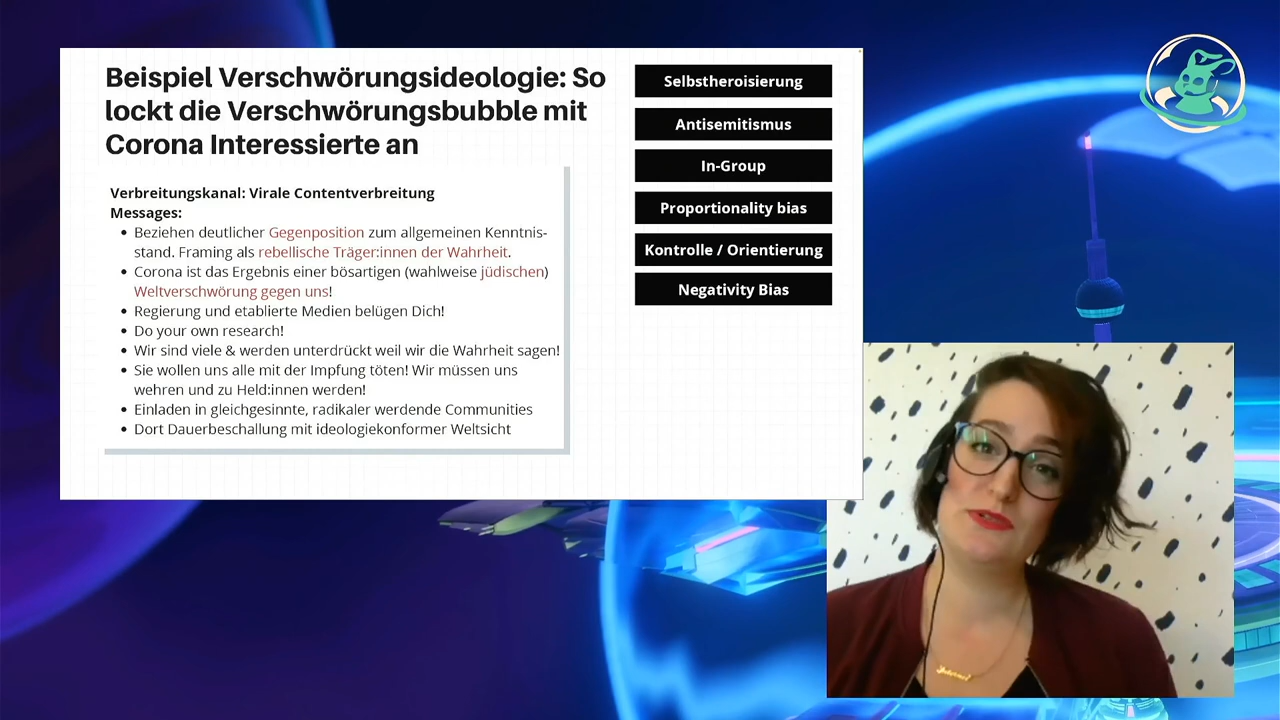 Beispiel Verschwörungsideologie: So
lockt die Verschwörungsbubble mit
Corona Interessierte an
Verbreitungskanal: Virale Contentverbreitung
Messages:
• Beziehen deutlicher Gegenposition zum allgemeinen Kenntnis-
stand. Framing als rebellische Träger:innen der Wahrheit.
• Corona ist das Ergebnis einer bösartigen (wahlweise jüdischen)
Weltverschwörung gegen uns!
• Regierung und etablierte Medien belügen Dich!
• Do your own research!
• Wir sind viele & werden unterdrückt weil wir die Wahrheit sagen!
• Sie wollen uns alle mit der Impfung töten! Wir müssen uns
wehren und zu Held:innen werden!
• Einladen in gleichgesinnte, radikaler werdende Communities
• Dort Dauerbeschallung mit ideologiekonformer Weltsicht
Selbstheroisierung
Antisemitismus
In-Group
Proportionality bias
Kontrolle / Orientierung
Negativity Bias